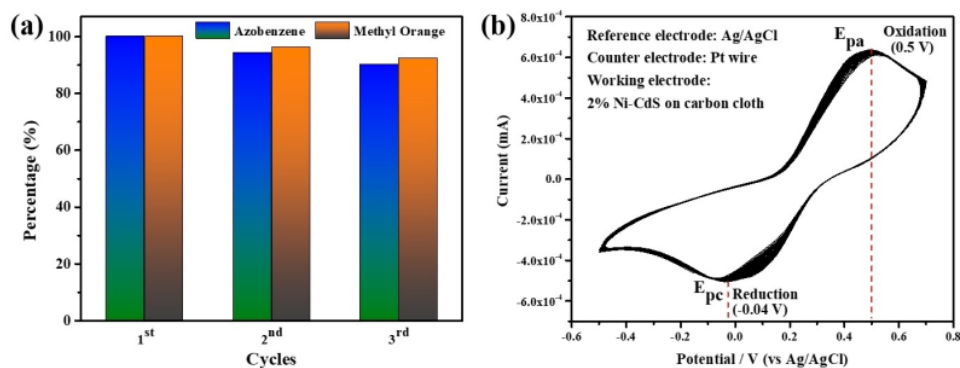 (a)
Azobenzene Methyl Orange
Percentage (%)
100
80
60
40
20
0
1st 2nd 3rd
Cycles
(b)
Reference electrode: Ag/AgCl
Counter electrode: Pt wire
Working electrode:
2% Ni-CdS on carbon cloth
Epa
Oxidation
(0.5 V)
Current (mA)
8.0x10-4
6.0x10-4
4.0x10-4
2.0x10-4
0.0
-2.0x10-4
-4.0x10-4
-6.0x10-4
Epc
Reduction
(-0.04 V)
-0.6 -0.4 -0.2 0.0 0.2 0.4 0.6 0.8
Potential / V (vs Ag/AgCl)